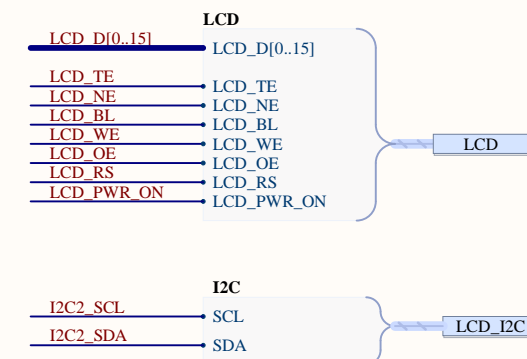 LCD
LCD_D[0..15]
LCD_D[0..15]
LCD_TE
LCD_TE
LCD_NE
LCD_NE
LCD_BL
LCD_BL
LCD_WE
LCD_WE
LCD
LCD_OE
LCD_OE
LCD_RS
LCD_RS
LCD_PWR_ON
LCD_PWR_ON
I2C
I2C2_SCL
SCL
LCD_I2C
I2C2_SDA
SDA